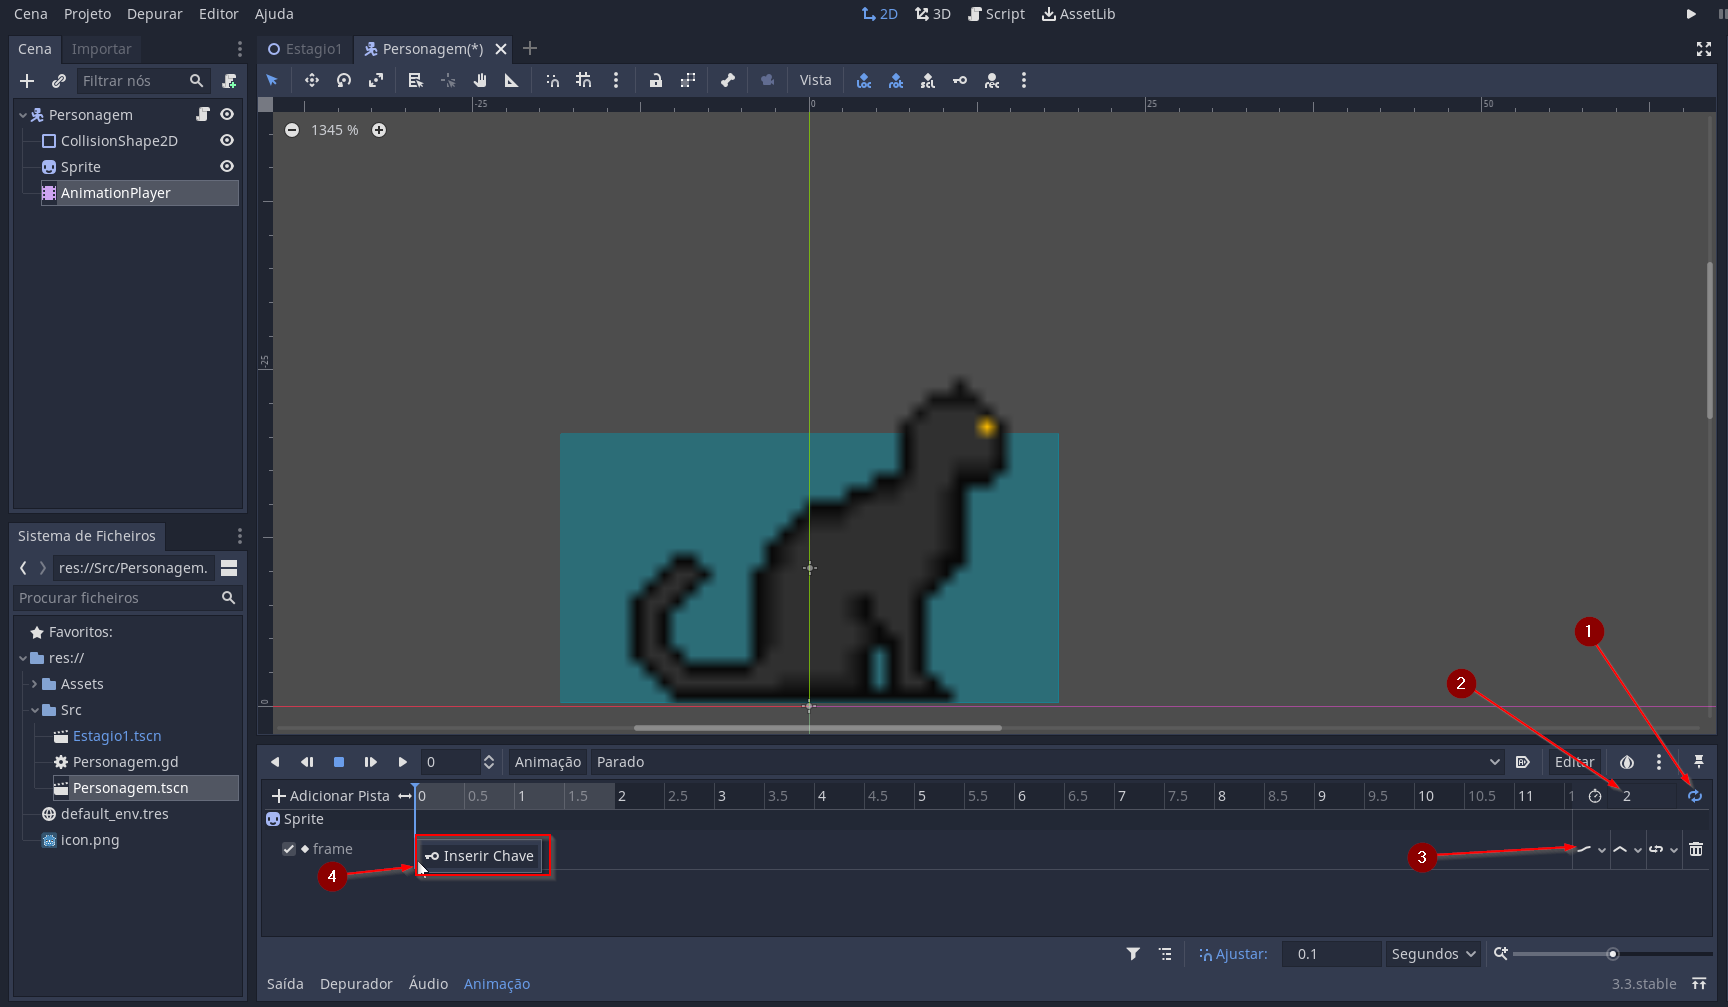 Cena Projeto Depurar Editor Ajuda 2D 3D Script AssetLib
Cena Importar Estagio1 Personagem(*)
Filtrar nós Vista
-25 0 25 50
Personagem
1345 %
CollisionShape2D
Sprite
AnimationPlayer
-25
Sistema de Ficheiros
res://Src/Personagem.
Procurar ficheiros
Favoritos:
1
res://
Assets
2
Src
0
Estagio1.tscn
Personagem.gd
0 Animação Parado Editar
Personagem.tscn
Adicionar Pista 0 0.5 1 1.5 2 2.5 3 3.5 4 4.5 5 5.5 6 6.5 7 7.5 8 8.5 9 9.5 10 10.5 11 1 2
default_env.tres
Sprite
icon.png
frame
Inserir Chave
3
4
Ajustar: 0.1 Segundos
Saída Depurador Áudio Animação 3.3.stable